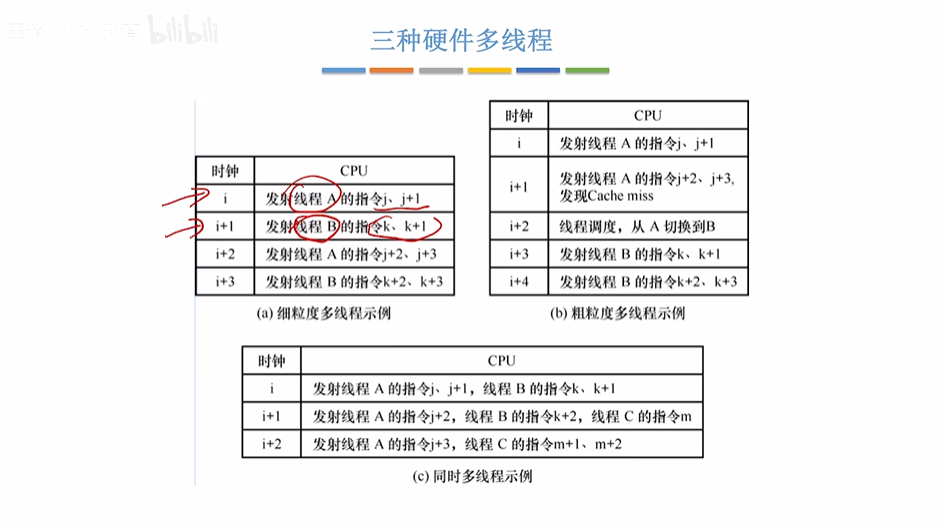 bilibili
三种硬件多线程
时钟 CPU
i 发射线程 A 的指令j、j+1
i+1 发射线程 B 的指令k、k+1
i+2 发射线程 A 的指令j+2、j+3
i+3 发射线程 B 的指令k+2、k+3
(a) 细粒度多线程示例
时钟 CPU
i 发射线程 A 的指令j、j+1
i+1 发射线程 A 的指令j+2、j+3,
发现Cache miss
i+2 线程调度，从 A 切换到B
i+3 发射线程 B 的指令k、k+1
i+4 发射线程 B 的指令k+2、k+3
(b) 粗粒度多线程示例
时钟 CPU
i 发射线程 A 的指令j、j+1，线程 B 的指令k、k+1
i+1 发射线程 A 的指令j+2，线程 B 的指令k+2，线程 C 的指令m
i+2 发射线程 A 的指令j+3，线程 C 的指令m+1、m+2
(c) 同时多线程示例